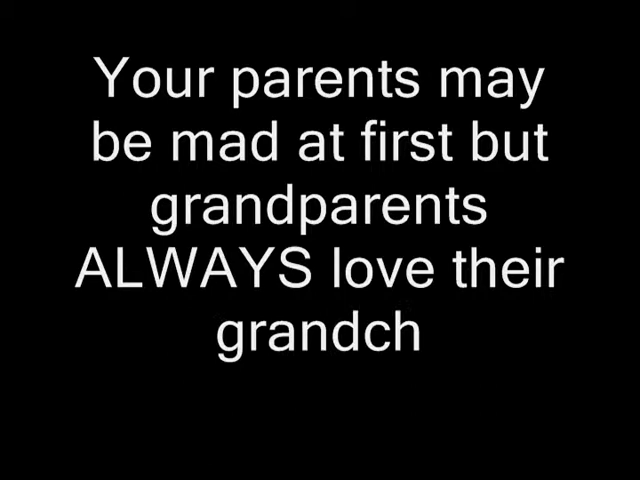 Your parents may
be mad at first but
grandparents
ALWAYS love their
grandch